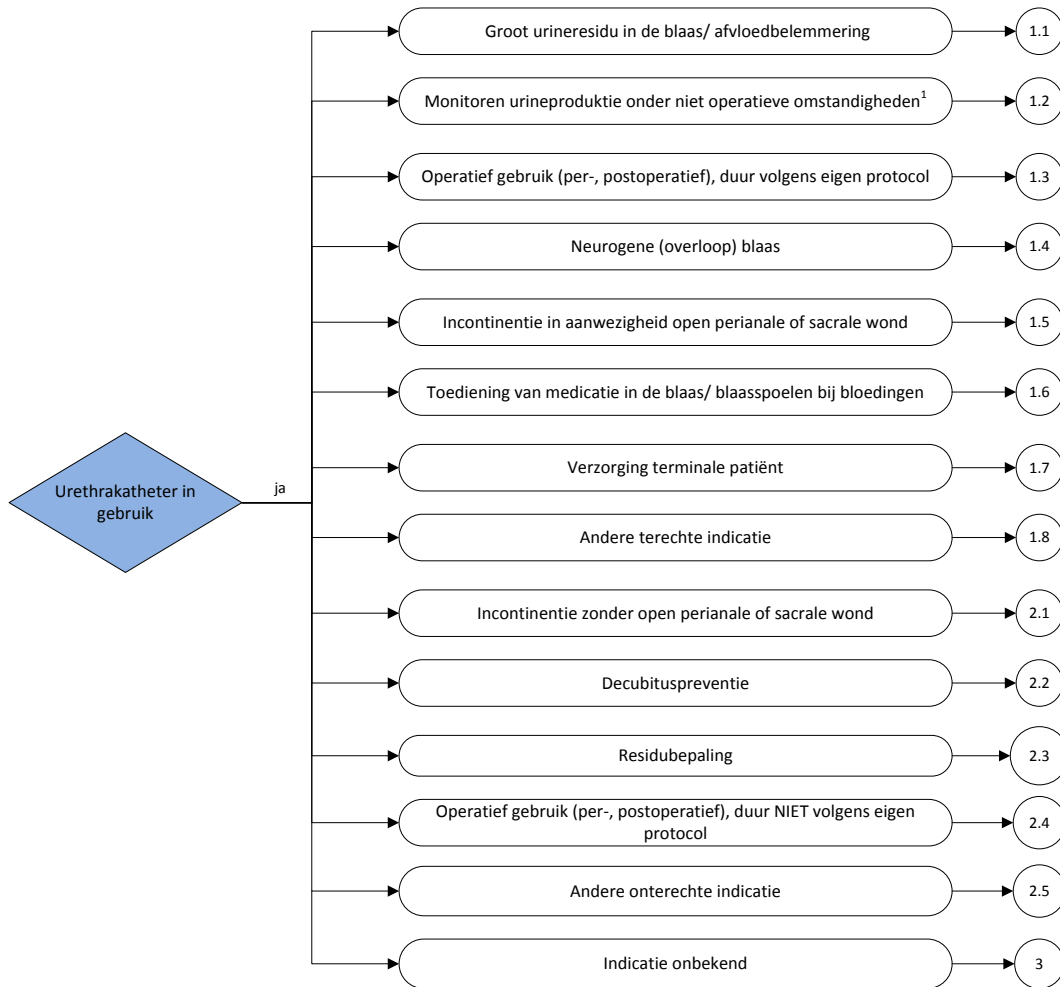 Groot urineresidu in de blaas/ afvloedbelemmering
1.1
Monitoren urineproduktie onder niet operatieve omstandigheden¹
1.2
Operatief gebruik (per-, postoperatief), duur volgens eigen protocol
1.3
Neurogene (overloop) blaas
1.4
Incontinentie in aanwezigheid open perianale of sacrale wond
1.5
Toediening van medicatie in de blaas/ blaasspoelen bij bloedingen
1.6
Verzorging terminale patiënt
1.7
Urethrakatheter in
gebruik
ja
Andere terechte indicatie
1.8
Incontinentie zonder open perianale of sacrale wond
2.1
Decubituspreventie
2.2
Residubepaling
2.3
Operatief gebruik (per-, postoperatief), duur NIET volgens eigen
protocol
2.4
Andere onterechte indicatie
2.5
Indicatie onbekend
3